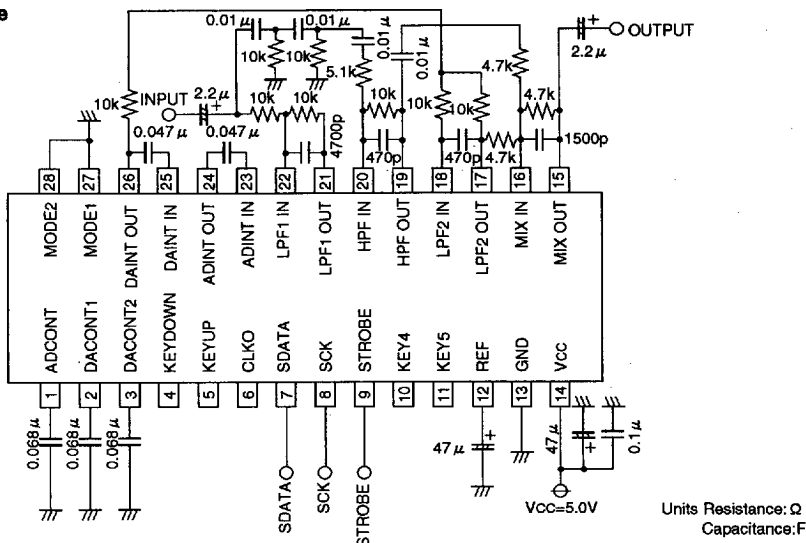 e
0.01μ
0.01μ
0.01μ
0.01μ
10k
10k
5.1k
4.7k
4.7k
2.2μ
OUTPUT
INPUT
2.2μ
10k
10k
10k
10k
10k
10k
0.047μ
0.047μ
4700p
470p
470p
4.7k
1500p
28
27
26
25
24
23
22
21
20
19
18
17
16
15
MODE2
MODE1
DAINT OUT
DAINT IN
ADINT OUT
ADINT IN
LPF1 IN
LPF1 OUT
HPF IN
HPF OUT
LPF2 IN
LPF2 OUT
MIX IN
MIX OUT
ADCONT
DACONT1
DACONT2
KEYDOWN
KEYUP
CLKO
SDATA
SCK
STROBE
KEY4
KEY5
REF
GND
VCC
1
2
3
4
5
6
7
8
9
10
11
12
13
14
0.068μ
0.068μ
0.068μ
SDATA
SCK
STROBE
47μ
47μ
0.1μ
VCC=5.0V
Units Resistance: Ω
Capacitance:F